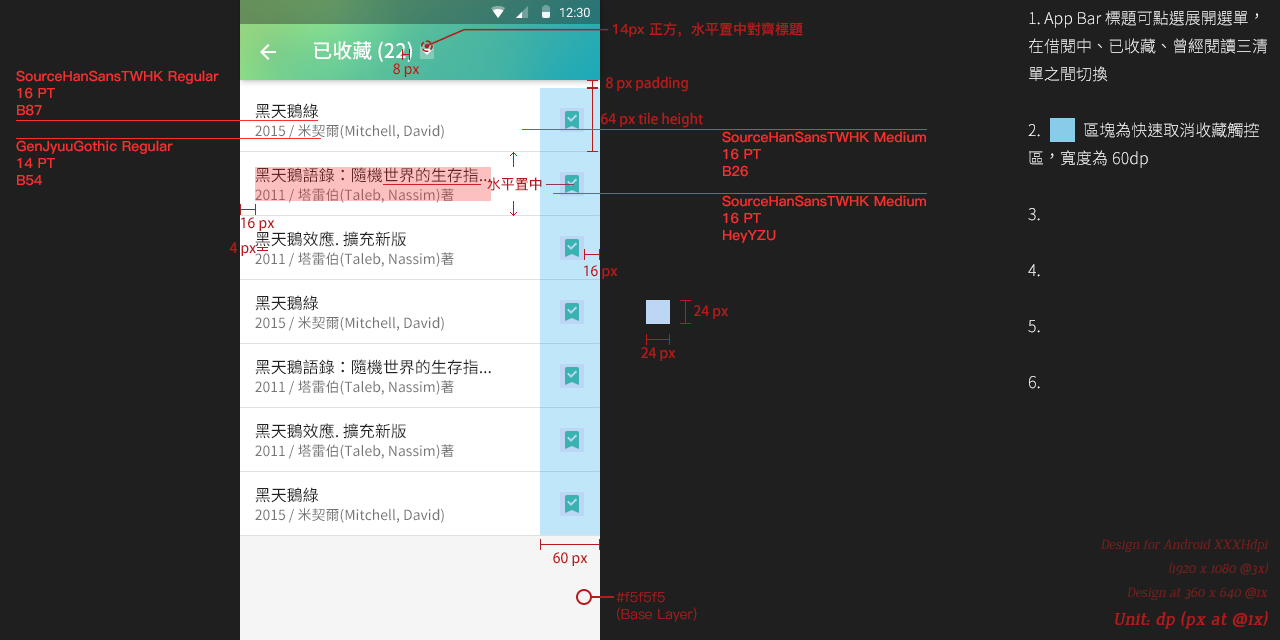 12:30
已收藏 (22)
14px 正方，水平置中對齊標題
8 px
8 px padding
64 px tile height
SourceHanSansTWHK Regular
16 PT
B87
GenJyuuGothic Regular
14 PT
B54
黑天鵝綠
2015 / 米契爾(Mitchell, David)
黑天鵝語錄：隨機世界的生存指...
2011 / 塔雷伯(Taleb, Nassim)著
水平置中
SourceHanSansTWHK Medium
16 PT
B26
SourceHanSansTWHK Medium
16 PT
HeyYZU
16 px
4 px
黑天鵝效應. 擴充新版
2011 / 塔雷伯(Taleb, Nassim)著
16 px
黑天鵝綠
2015 / 米契爾(Mitchell, David)
24 px
24 px
黑天鵝語錄：隨機世界的生存指...
2011 / 塔雷伯(Taleb, Nassim)著
黑天鵝效應. 擴充新版
2011 / 塔雷伯(Taleb, Nassim)著
黑天鵝綠
2015 / 米契爾(Mitchell, David)
60 px
#f5f5f5
(Base Layer)
1. App Bar 標題可點選展開選單，
在借閱中、已收藏、曾經閱讀三清
單之間切換
2. 區塊為快速取消收藏觸控
區，寬度為 60dp
3.
4.
5.
6.
Design for Android XXXHdpi
(1920 x 1080 @3x)
Design at 360 x 640 @1x
Unit: dp (px at @1x)